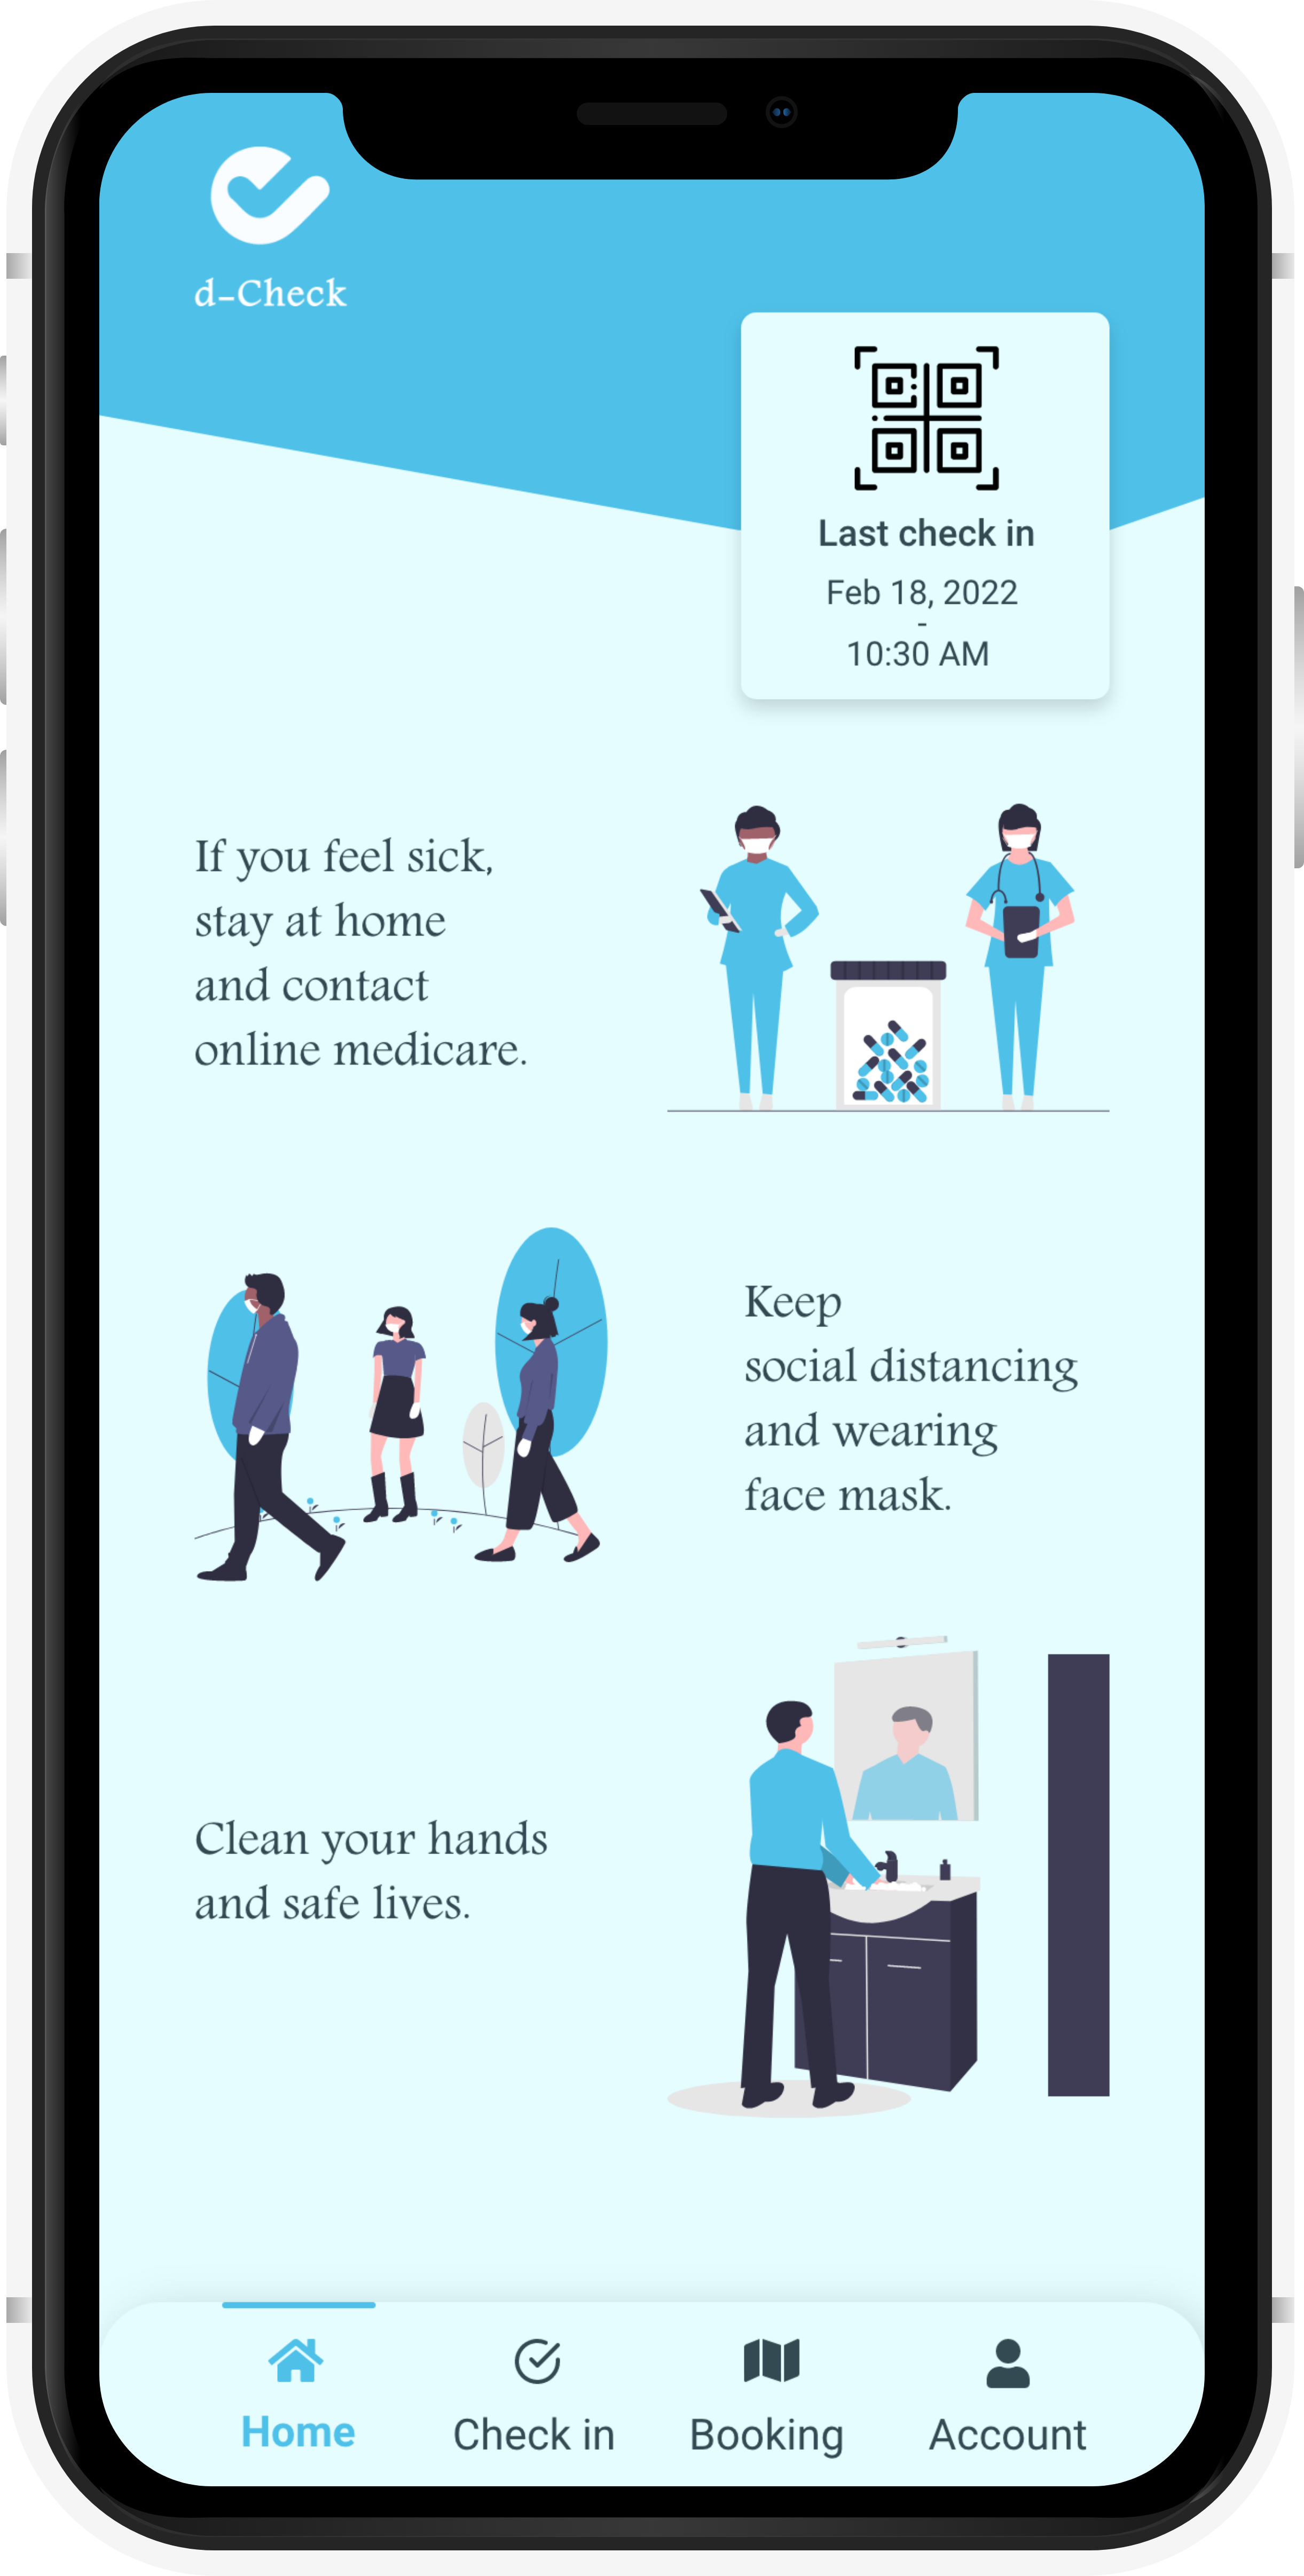 d-Check
Last check in
Feb 18, 2022
-
10:30 AM
If you feel sick,
stay at home
and contact
online medicare.
Keep
social distancing
and wearing
face mask.
Clean your hands
and safe lives.
Home
Check in
Booking
Account